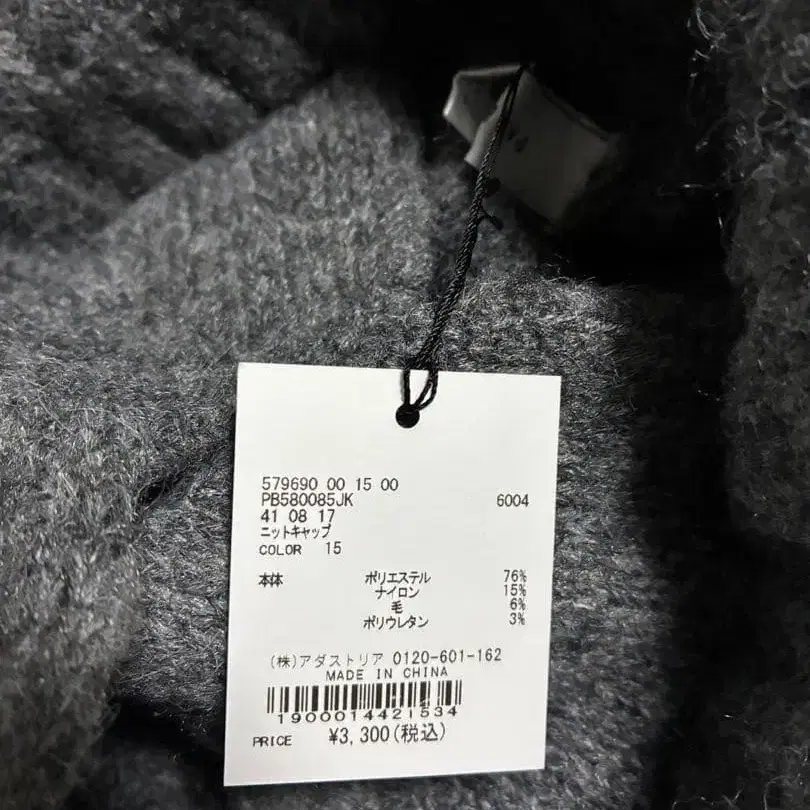 579690 00 15 00
PB580085JK 6004
41 08 17
ニットキャップ
COLOR 15
本体 ポリエステル 76%
ナイロン 15%
毛 6%
ポリウレタン 3%
(株)アダストリア 0120-601-162
MADE IN CHINA
1900014421534
PRICE ¥3,300(税込)